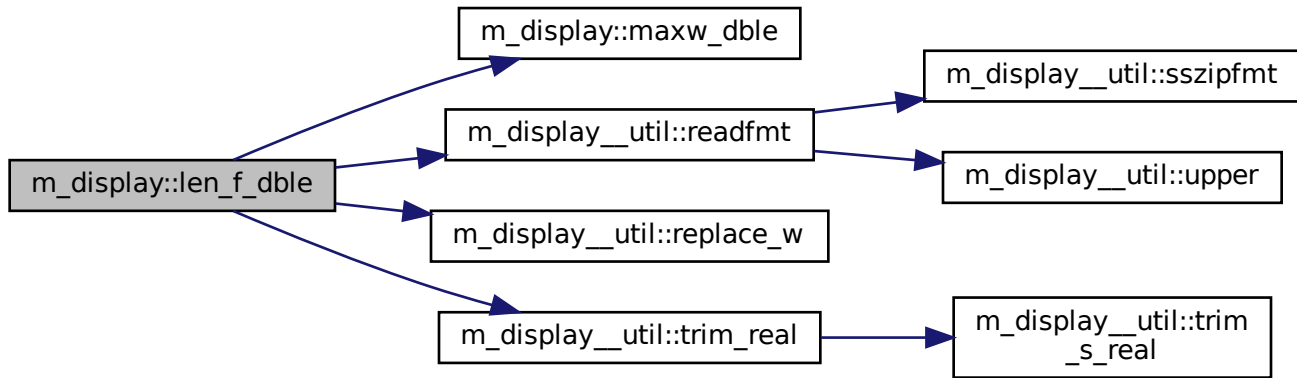 m_display::maxw_dble
m_display__util::sszipfmt
m_display__util::readfmt
m_display::len_f_dble
m_display__util::upper
m_display__util::replace_w
m_display__util::trim_real
m_display__util::trim
_s_real